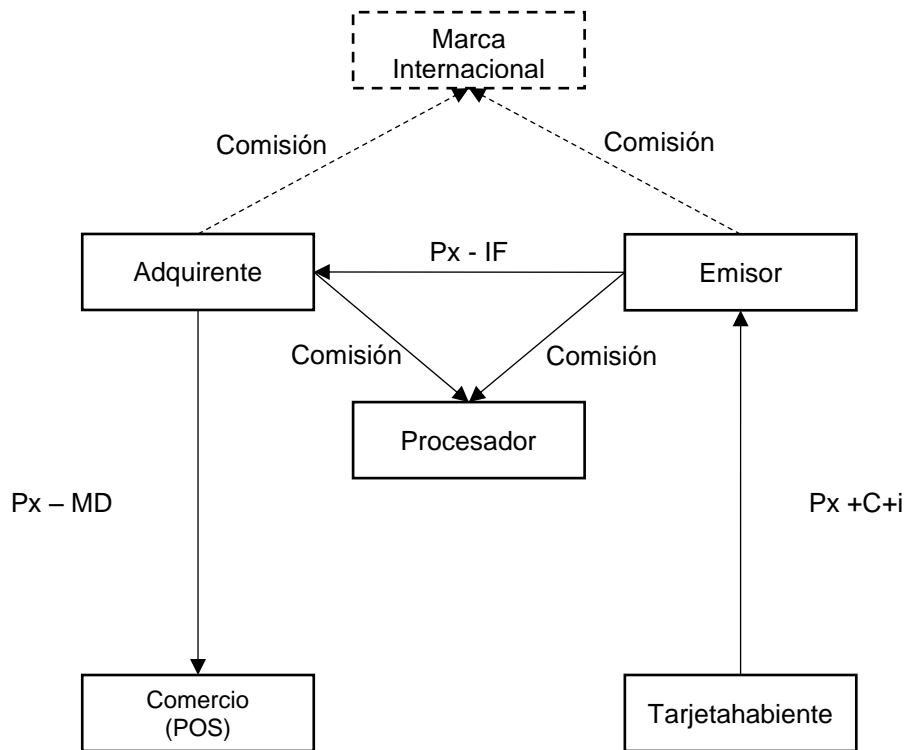 Marca
Internacional
Comisión
Comisión
Px - IF
Adquirente
Emisor
Comisión
Comisión
Procesador
Px – MD
Px +C+i
Comercio
(POS)
Tarjetahabiente